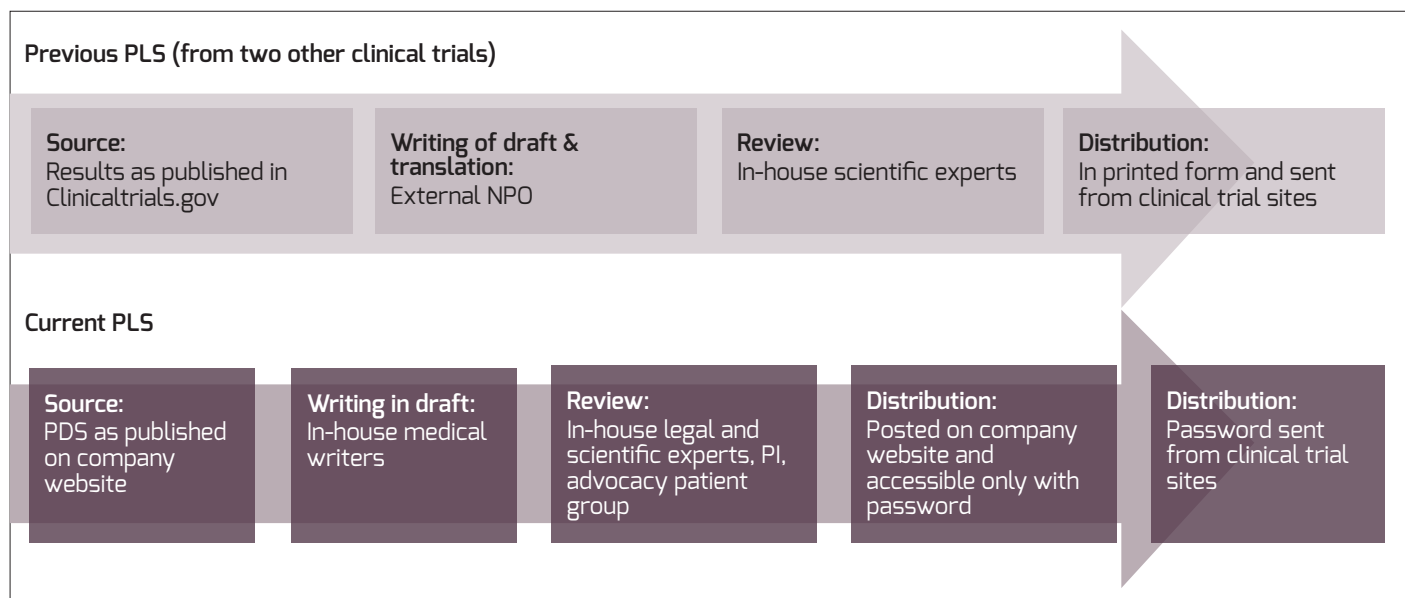 Previous PLS (from two other clinical trials)
Source:
Results as published in
Clinicaltrials.gov
Writing of draft &
translation:
External NPO
Review:
In-house scientific experts
Distribution:
In printed form and sent
from clinical trial sites
Current PLS
Source:
PDS as published
on company
website
Writing in draft:
In-house medical
writers
Review:
In-house legal and
scientific experts, PI,
advocacy patient
group
Distribution:
Posted on company
website and
accessible only with
password
Distribution:
Password sent
from clinical trial
sites